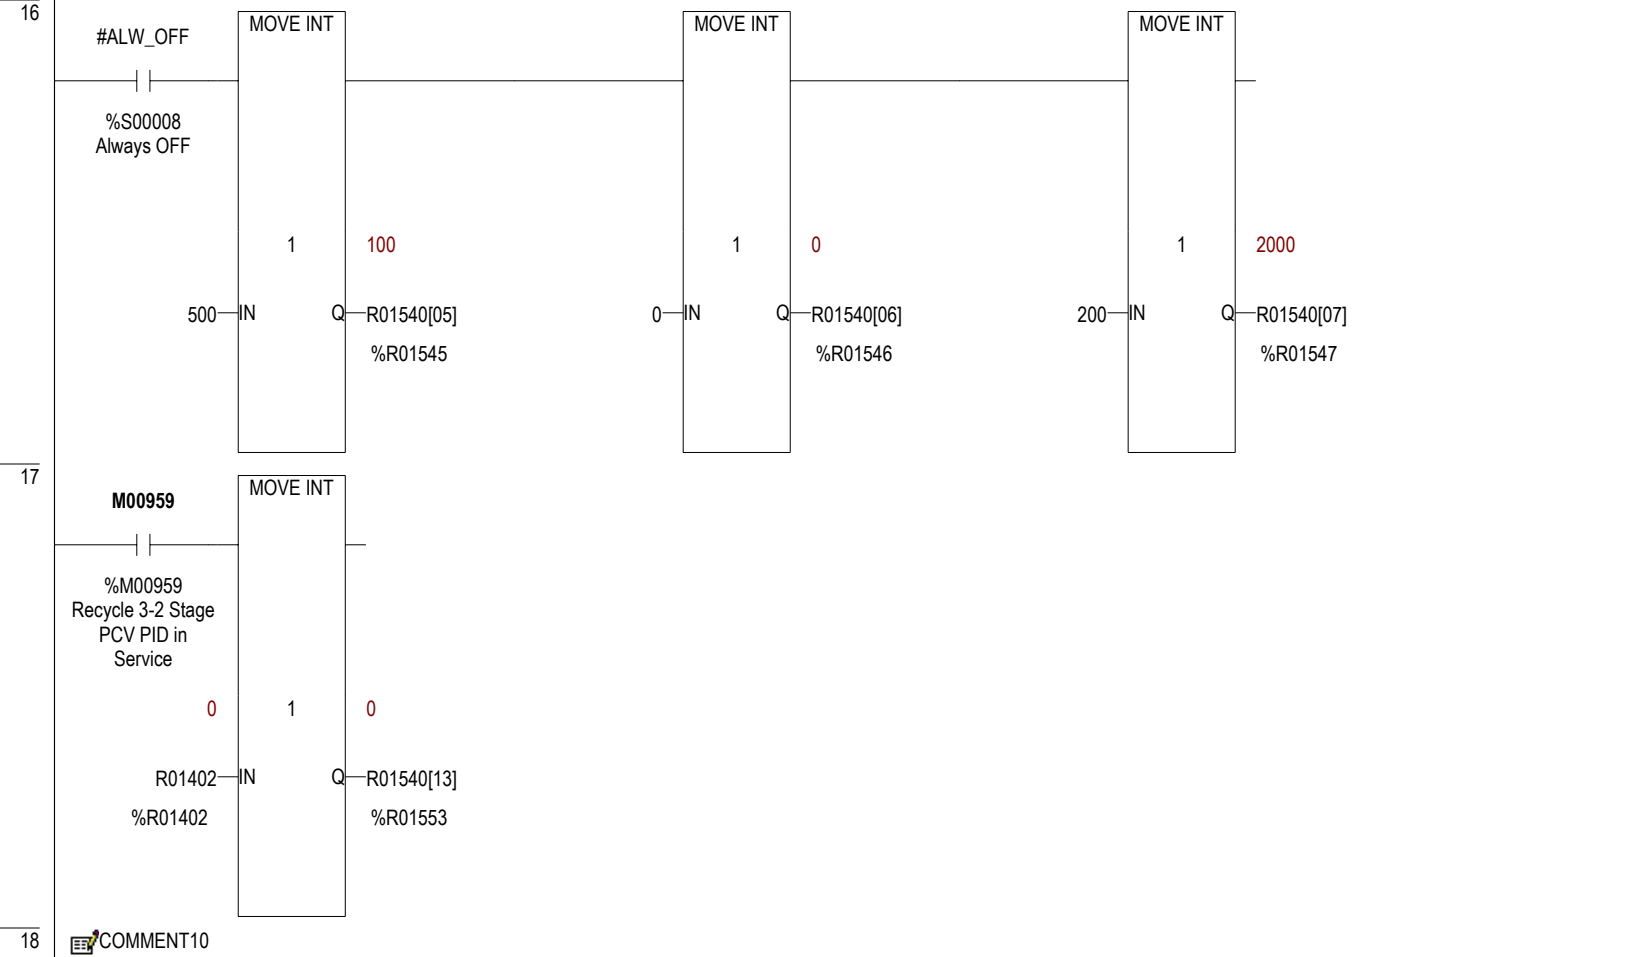 16
#ALW_OFF
MOVE INT
MOVE INT
MOVE INT
%S00008
Always OFF
1
100
1
0
1
2000
500
IN
Q
R01540[05]
0
IN
Q
R01540[06]
200
IN
Q
R01540[07]
%R01545
%R01546
%R01547
17
M00959
MOVE INT
%M00959
Recycle 3-2 Stage
PCV PID in
Service
0
1
0
R01402
IN
Q
R01540[13]
%R01402
%R01553
18
COMMENT10